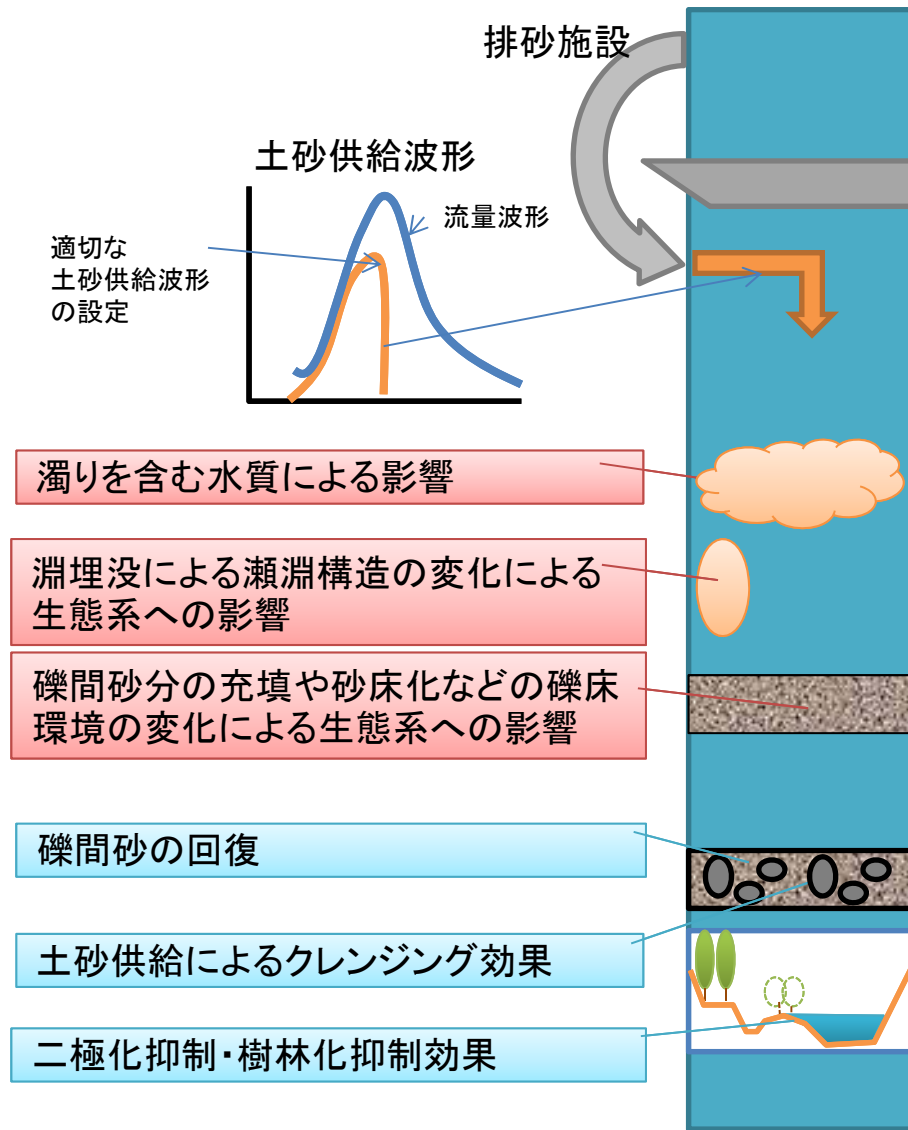 排砂施設
土砂供給波形
流量波形
適切な
土砂供給波形
の設定
濁りを含む水質による影響
淵埋没による瀬淵構造の変化による
生態系への影響
礫間砂分の充填や砂床化などの礫床
環境の変化による生態系への影響
礫間砂の回復
土砂供給によるクレンジング効果
二極化抑制・樹林化抑制効果